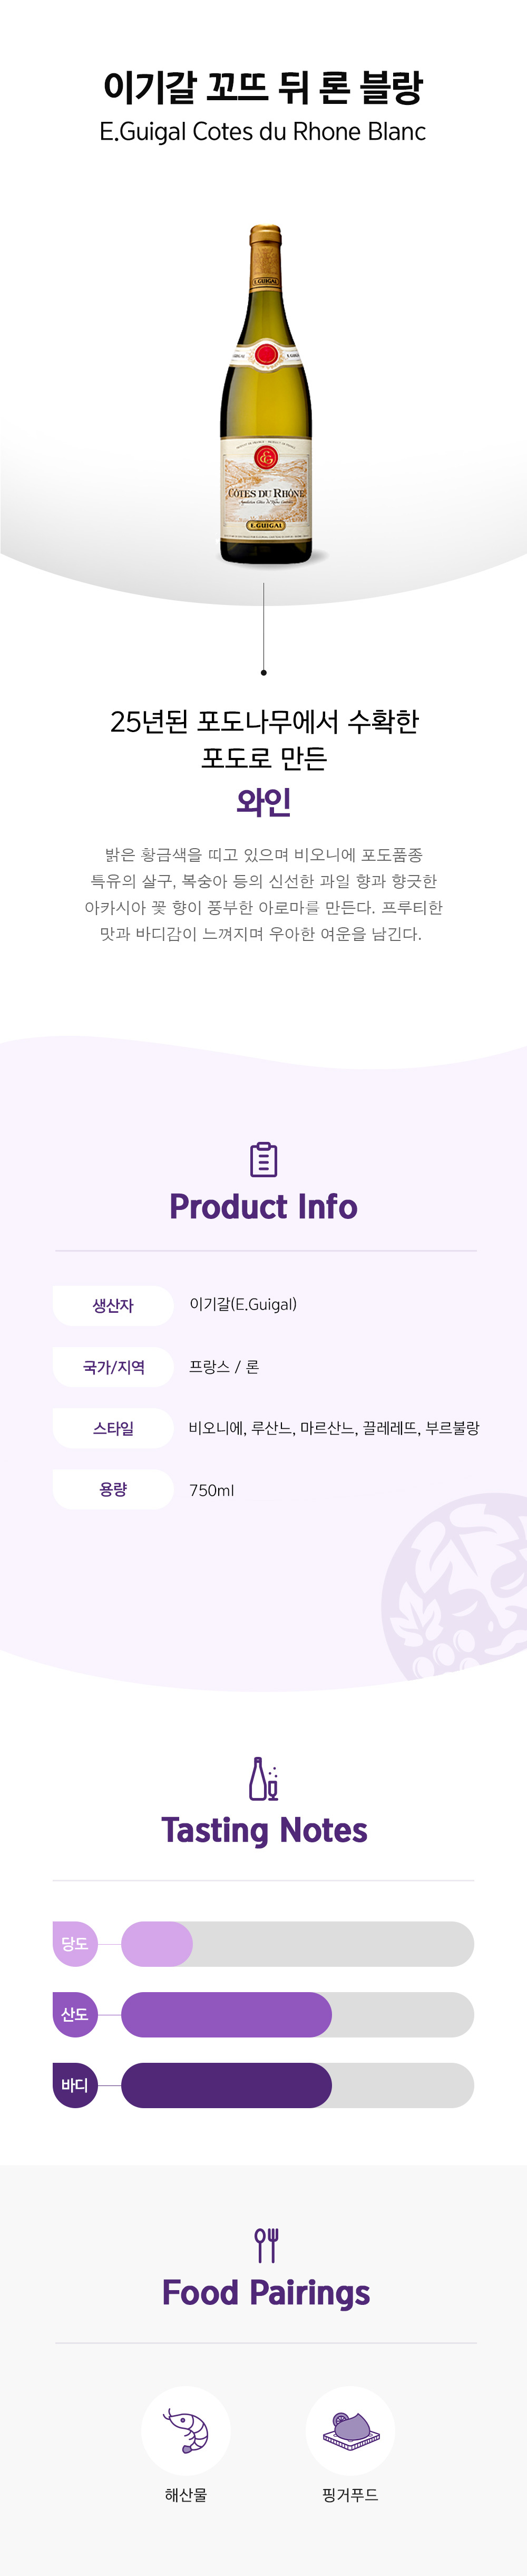 이기갈 꼬뜨 뒤 론 블랑
E.Guigal Cotes du Rhone Blanc
E.GUIGAL
CÔTES DU RHÔNE
E.GUIGAL
25년된 포도나무에서 수확한
포도로 만든
와인
밝은 황금색을 띠고 있으며 비오니에 포도품종
특유의 살구, 복숭아 등의 신선한 과일 향과 향긋한
아카시아 꽃 향이 풍부한 아로마를 만든다. 프루티한
맛과 바디감이 느껴지며 우아한 여운을 남긴다.
Product Info
생산자 이기갈(E.Guigal)
국가/지역 프랑스 / 론
스타일 비오니에, 루산느, 마르산느, 끌레레뜨, 부르불랑
용량 750ml
Tasting Notes
당도
산도
바디
Food Pairings
해산물 핑거푸드